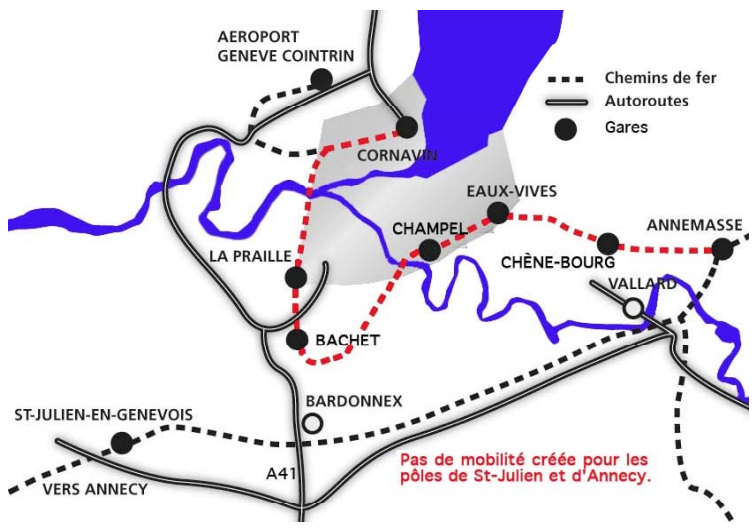 AEROPORT
GENEVE COINTRIN
Chemins de fer
Autoroutes
Gares
CORNAVIN
EAUX-VIVES
CHAMPEL
ANNEMASSE
LA PRAILLE
CHÈNE-BOURG
VALLARD
BACHET
BARDONNEX
ST-JULIEN-EN-GENEVOIS
Pas de mobilité créée pour les
pôles de St-Julien et d'Annecy.
A41
VERS ANNECY